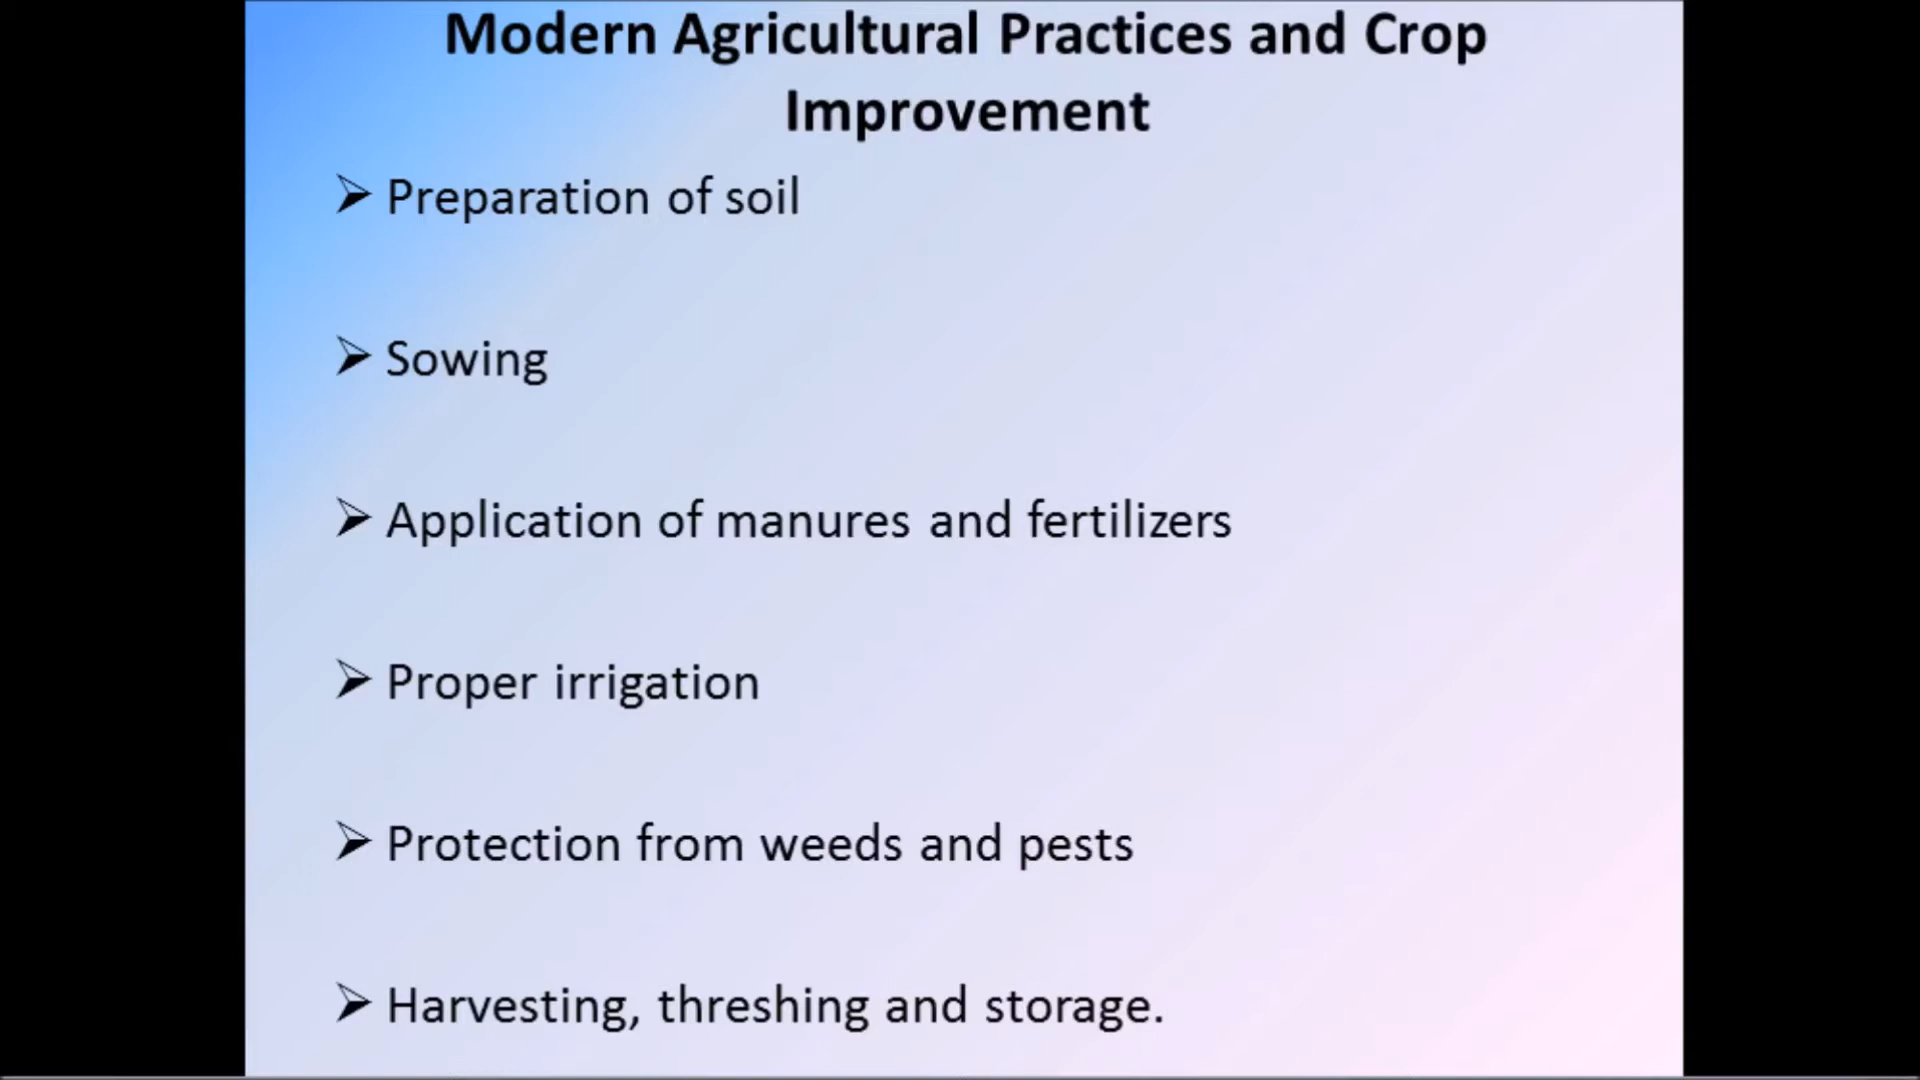 Modern Agricultural Practices and Crop
Improvement
➢ Preparation of soil
➢ Sowing
➢ Application of manures and fertilizers
➢ Proper irrigation
➢ Protection from weeds and pests
➢ Harvesting, threshing and storage.